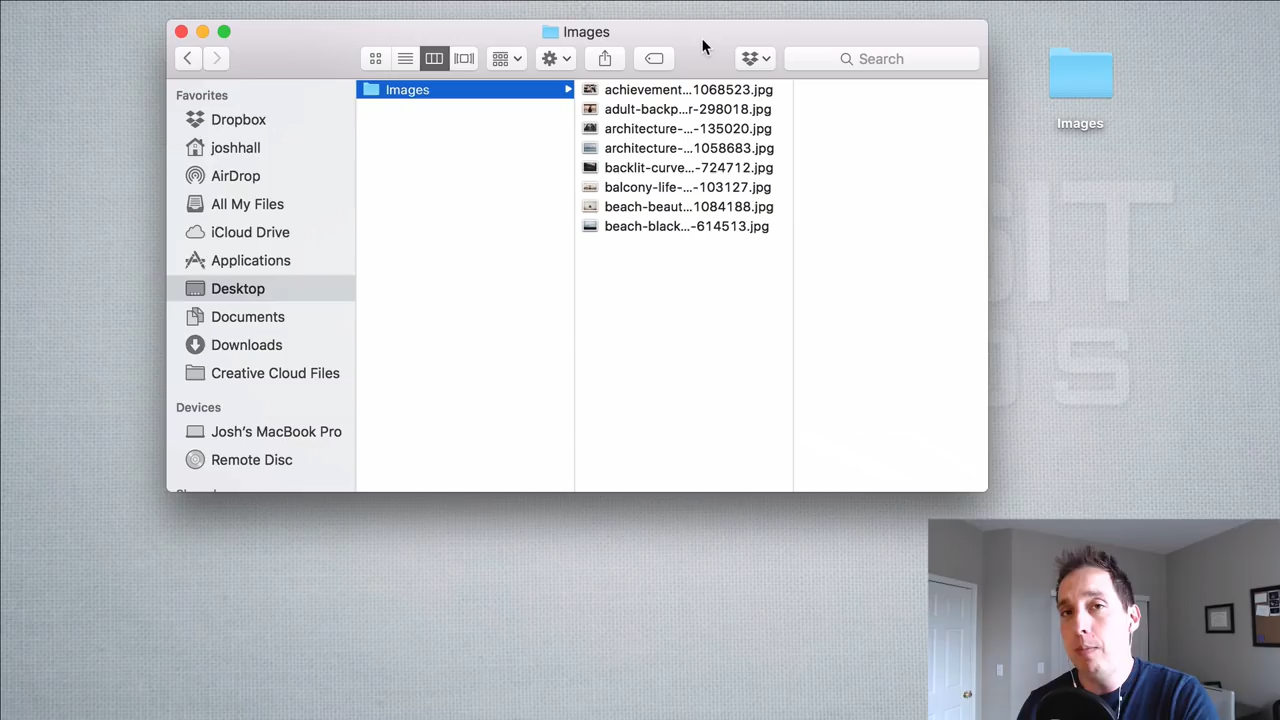 Images
Search
Favorites
Dropbox
joshhall
AirDrop
All My Files
iCloud Drive
Applications
Desktop
Documents
Downloads
Creative Cloud Files
Devices
Josh's MacBook Pro
Remote Disc
Images
achievement...1068523.jpg
adult-backp...r-298018.jpg
architecture-...-135020.jpg
architecture-...1058683.jpg
backlit-curve...-724712.jpg
balcony-life-...-103127.jpg
beach-beaut...1084188.jpg
beach-black...-614513.jpg
Images